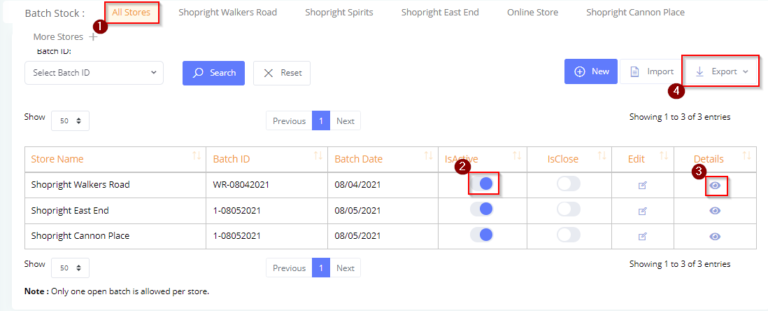 Batch Stock : All Stores Shopright Walkers Road Shopright Spirits Shopright East End Online Store Shopright Cannon Place
1
More Stores +
Batch ID:
Select Batch ID Search Reset New Import Export
4
Show 50 Previous 1 Next Showing 1 to 3 of 3 entries
Store Name Batch ID Batch Date IsActive IsClose Edit Details
2 3
Shopright Walkers Road WR-08042021 08/04/2021
Shopright East End 1-08052021 08/05/2021
Shopright Cannon Place 1-08052021 08/05/2021
Show 50 Previous 1 Next Showing 1 to 3 of 3 entries
Note : Only one open batch is allowed per store.